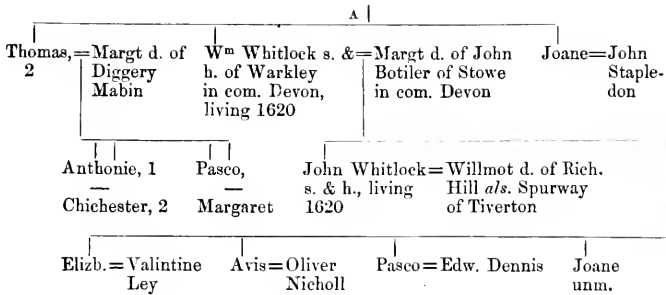 A
Thomas, = Margt d. of
2 Diggery
Mabin
Wm Whitlock s. & = Margt d. of John
h. of Warkley Botiler of Stowe
in com. Devon, in com. Devon
living 1620
Joane = John
Staple-
don
Anthonie, 1
Chichester, 2
Pasco,
Margaret
John Whitlock = Willmot d. of Rich.
s. & h., living Hill als. Spurway
1620 of Tiverton
Elizb. = Valintine
Ley
Avis = Oliver
Nicholl
Pasco = Edw. Dennis
Joane
unm.